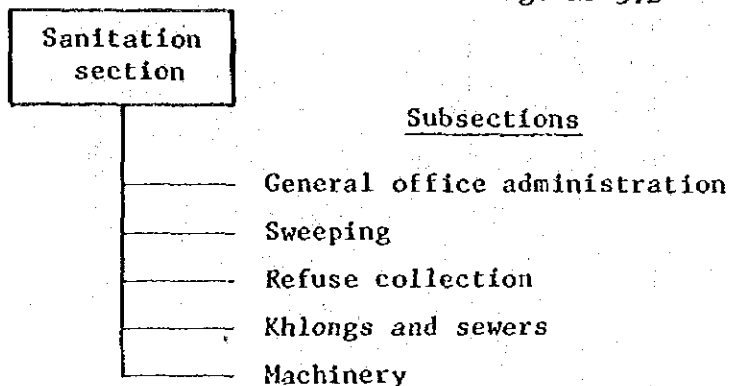 Sanitation
section
Subsections
General office administration
Sweeping
Refuse collection
Khlongs and sewers
Machinery